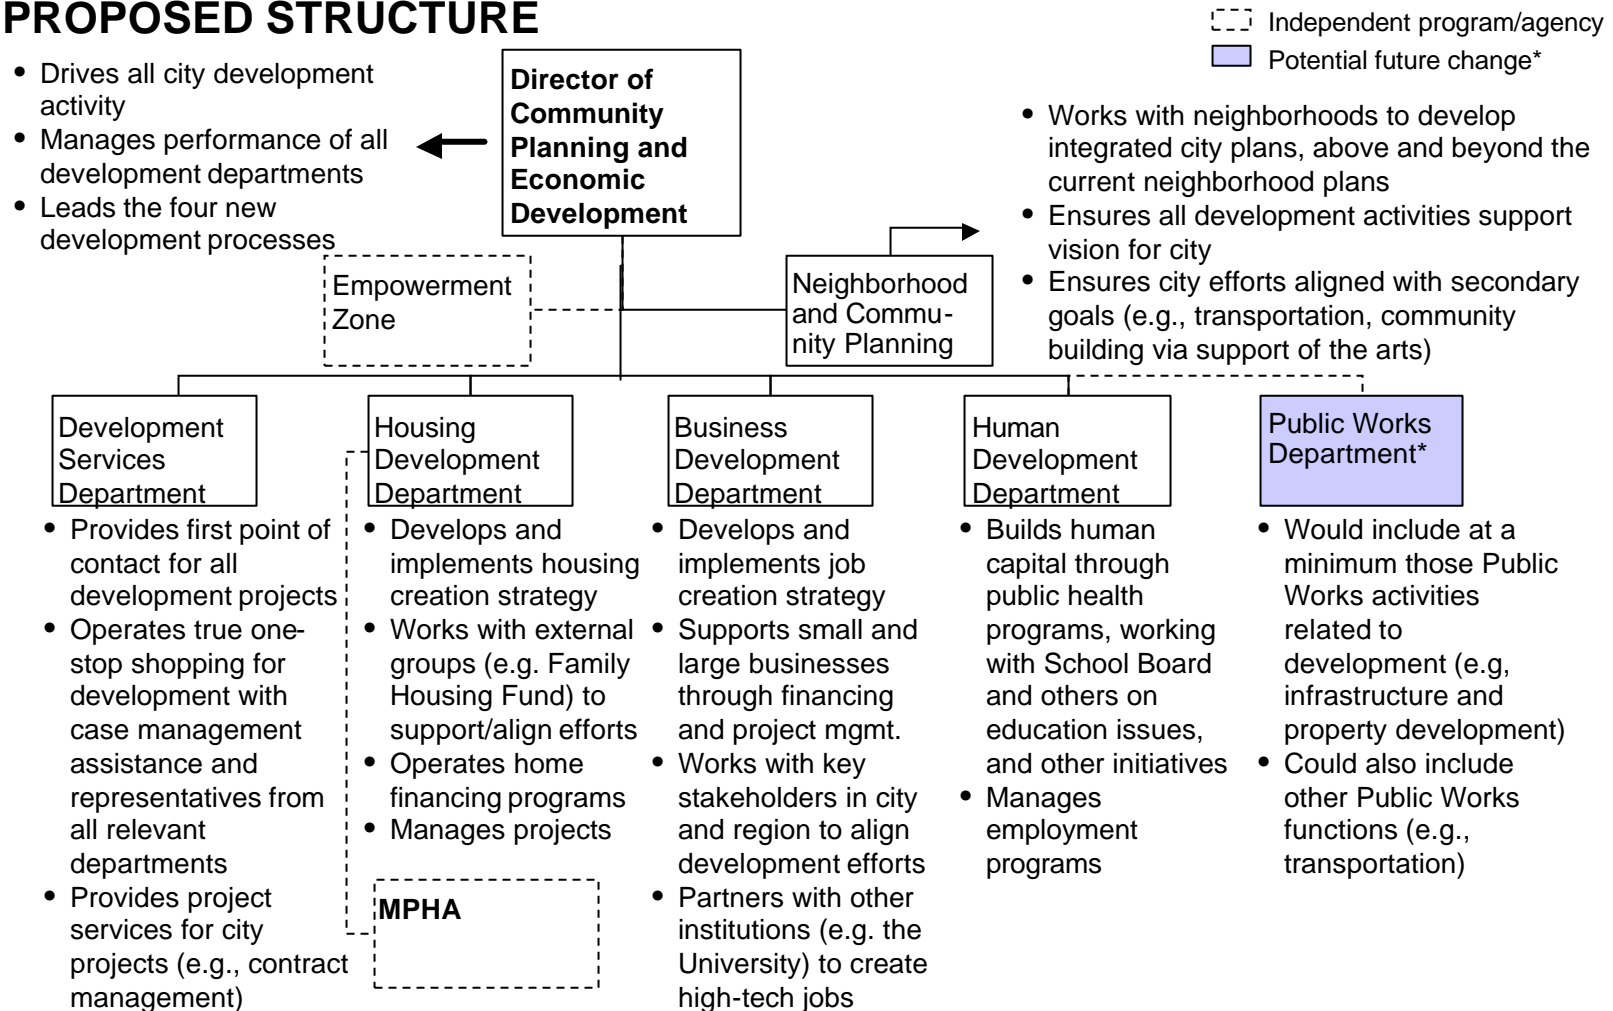 PROPOSED STRUCTURE
Independent program/agency
Potential future change*
• Drives all city development
activity
• Manages performance of all
development departments
• Leads the four new
development processes
Director of
Community
Planning and
Economic
Development
• Works with neighborhoods to develop
integrated city plans, above and beyond the
current neighborhood plans
• Ensures all development activities support
vision for city
• Ensures city efforts aligned with secondary
goals (e.g., transportation, community
building via support of the arts)
Empowerment
Zone
Neighborhood
and Commu-
nity Planning
Development
Services
Department
• Provides first point of
contact for all
development projects
• Operates true one-
stop shopping for
development with
case management
assistance and
representatives from
all relevant
departments
• Provides project
services for city
projects (e.g., contract
management)
Housing
Development
Department
• Develops and
implements housing
creation strategy
• Works with external
groups (e.g. Family
Housing Fund) to
support/align efforts
• Operates home
financing programs
• Manages projects
MPHA
Business
Development
Department
• Develops and
implements job
creation strategy
• Supports small and
large businesses
through financing
and project mgmt.
• Works with key
stakeholders in city
and region to align
development efforts
• Partners with other
institutions (e.g. the
University) to create
high-tech jobs
Human
Development
Department
• Builds human
capital through
public health
programs, working
with School Board
and others on
education issues,
and other initiatives
• Manages
employment
programs
Public Works
Department*
• Would include at a
minimum those Public
Works activities
related to
development (e.g,
infrastructure and
property development)
• Could also include
other Public Works
functions (e.g.,
transportation)